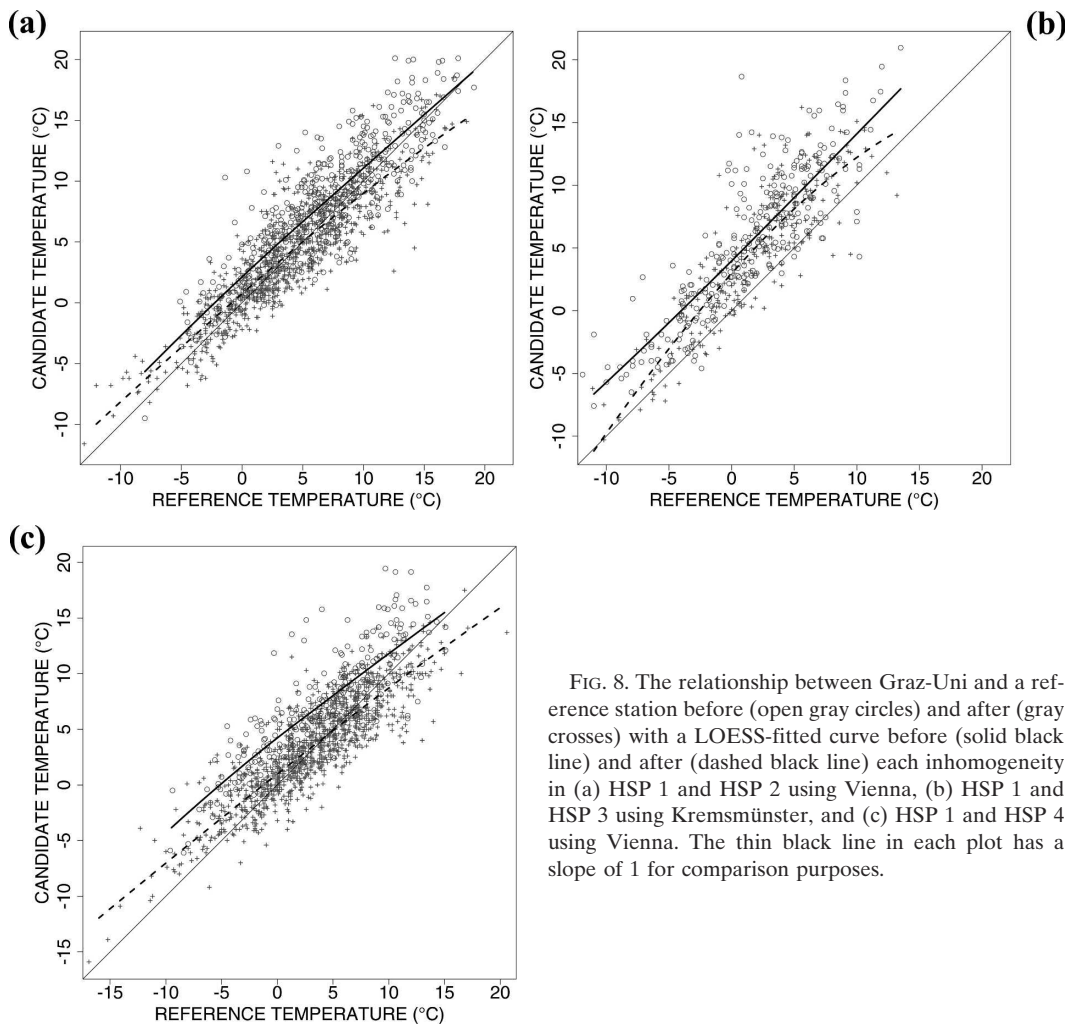 (a)
(b)
20
15
10
5
0
-5
-10
CANDIDATE TEMPERATURE (°C)
-10 -5 0 5 10 15 20
REFERENCE TEMPERATURE (°C)
20
15
10
5
0
-5
-10
CANDIDATE TEMPERATURE (°C)
-10 -5 0 5 10 15 20
REFERENCE TEMPERATURE (°C)
(c)
20
15
10
5
0
-5
-10
-15
CANDIDATE TEMPERATURE (°C)
-15 -10 -5 0 5 10 15 20
REFERENCE TEMPERATURE (°C)
FIG. 8. The relationship between Graz-Uni and a ref-
erence station before (open gray circles) and after (gray
crosses) with a LOESS-fitted curve before (solid black
line) and after (dashed black line) each inhomogeneity
in (a) HSP 1 and HSP 2 using Vienna, (b) HSP 1 and
HSP 3 using Kremsmünster, and (c) HSP 1 and HSP 4
using Vienna. The thin black line in each plot has a
slope of 1 for comparison purposes.